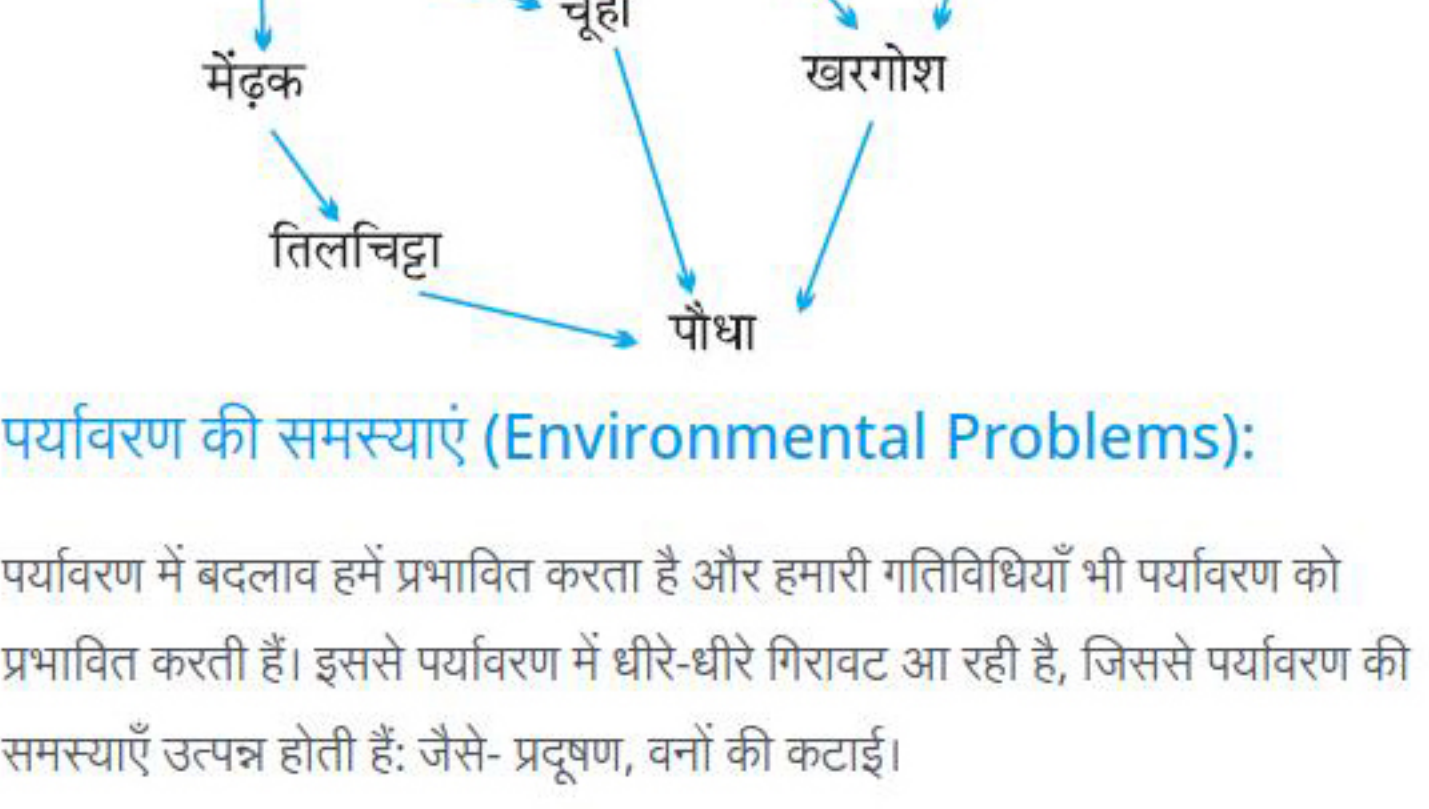 चूहा
मेंढ़क
खरगोश
तिलचिट्टा
पौधा
पर्यावरण की समस्याएं (Environmental Problems):
पर्यावरण में बदलाव हमें प्रभावित करता है और हमारी गतिविधियाँ भी पर्यावरण को
प्रभावित करती हैं। इससे पर्यावरण में धीरे-धीरे गिरावट आ रही है, जिससे पर्यावरण की
समस्याएँ उत्पन्न होती हैं: जैसे- प्रदूषण, वनों की कटाई।